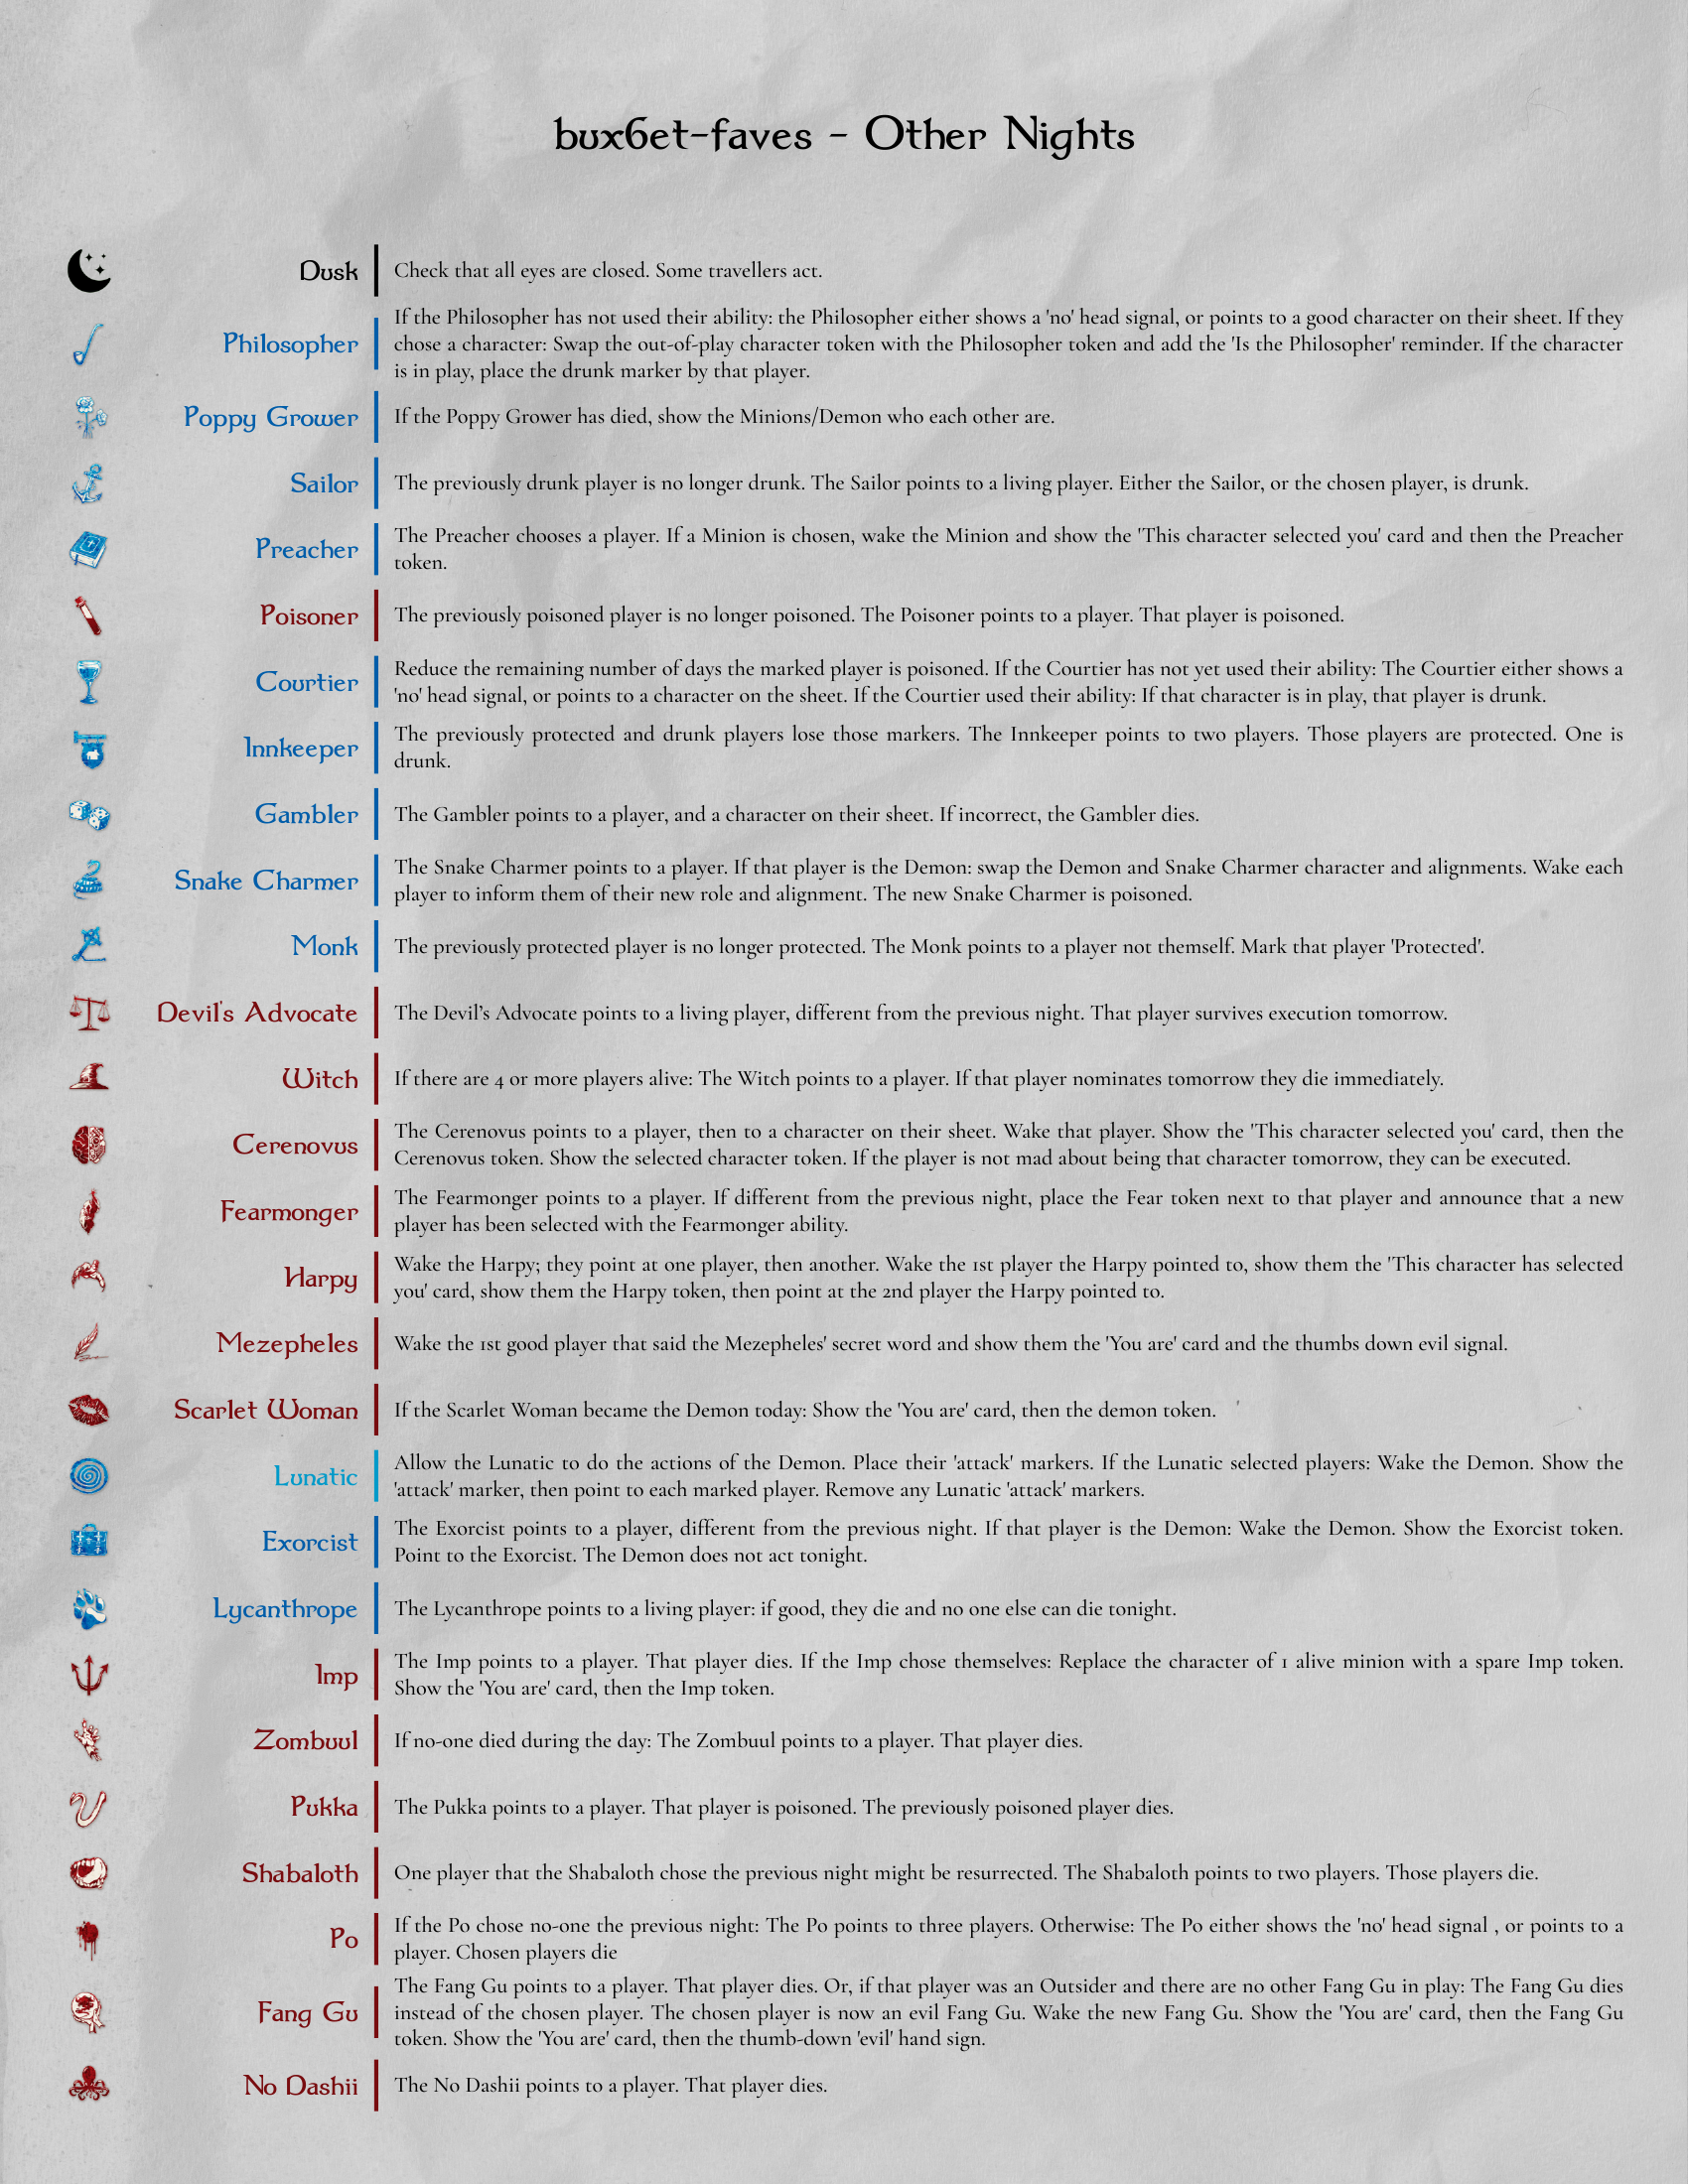 bux6et-faves - Other Nights
Dusk
Check that all eyes are closed. Some travellers act.
Philosopher
If the Philosopher has not used their ability: the Philosopher either shows a 'no' head signal, or points to a good character on their sheet. If they
chose a character: Swap the out-of-play character token with the Philosopher token and add the 'Is the Philosopher' reminder. If the character
is in play, place the drunk marker by that player.
Poppy Grower
If the Poppy Grower has died, show the Minions/Demon who each other are.
Sailor
The previously drunk player is no longer drunk. The Sailor points to a living player. Either the Sailor, or the chosen player, is drunk.
Preacher
The Preacher chooses a player. If a Minion is chosen, wake the Minion and show the 'This character selected you' card and then the Preacher
token.
Poisoner
The previously poisoned player is no longer poisoned. The Poisoner points to a player. That player is poisoned.
Courtier
Reduce the remaining number of days the marked player is poisoned. If the Courtier has not yet used their ability: The Courtier either shows a
'no' head signal, or points to a character on the sheet. If the Courtier used their ability: If that character is in play, that player is drunk.
Innkeeper
The previously protected and drunk players lose those markers. The Innkeeper points to two players. Those players are protected. One is
drunk.
Gambler
The Gambler points to a player, and a character on their sheet. If incorrect, the Gambler dies.
Snake Charmer
The Snake Charmer points to a player. If that player is the Demon: swap the Demon and Snake Charmer character and alignments. Wake each
player to inform them of their new role and alignment. The new Snake Charmer is poisoned.
Monk
The previously protected player is no longer protected. The Monk points to a player not themself. Mark that player 'Protected'.
Devil's Advocate
The Devil’s Advocate points to a living player, different from the previous night. That player survives execution tomorrow.
Witch
If there are 4 or more players alive: The Witch points to a player. If that player nominates tomorrow they die immediately.
Cerenovus
The Cerenovus points to a player, then to a character on their sheet. Wake that player. Show the 'This character selected you' card, then the
Cerenovus token. Show the selected character token. If the player is not mad about being that character tomorrow, they can be executed.
Fearmonger
The Fearmonger points to a player. If different from the previous night, place the Fear token next to that player and announce that a new
player has been selected with the Fearmonger ability.
Harpy
Wake the Harpy; they point at one player, then another. Wake the 1st player the Harpy pointed to, show them the 'This character has selected
you' card, show them the Harpy token, then point at the 2nd player the Harpy pointed to.
Mezepheles
Wake the 1st good player that said the Mezepheles' secret word and show them the 'You are' card and the thumbs down evil signal.
Scarlet Woman
If the Scarlet Woman became the Demon today: Show the 'You are' card, then the demon token.
Lunatic
Allow the Lunatic to do the actions of the Demon. Place their 'attack' markers. If the Lunatic selected players: Wake the Demon. Show the
'attack' marker, then point to each marked player. Remove any Lunatic 'attack' markers.
Exorcist
The Exorcist points to a player, different from the previous night. If that player is the Demon: Wake the Demon. Show the Exorcist token.
Point to the Exorcist. The Demon does not act tonight.
Lycanthrope
The Lycanthrope points to a living player: if good, they die and no one else can die tonight.
Imp
The Imp points to a player. That player dies. If the Imp chose themselves: Replace the character of 1 alive minion with a spare Imp token.
Show the 'You are' card, then the Imp token.
Zombuul
If no-one died during the day: The Zombuul points to a player. That player dies.
Pukka
The Pukka points to a player. That player is poisoned. The previously poisoned player dies.
Shabaloth
One player that the Shabaloth chose the previous night might be resurrected. The Shabaloth points to two players. Those players die.
Po
If the Po chose no-one the previous night: The Po points to three players. Otherwise: The Po either shows the 'no' head signal , or points to a
player. Chosen players die
Fang Gu
The Fang Gu points to a player. That player dies. Or, if that player was an Outsider and there are no other Fang Gu in play: The Fang Gu dies
instead of the chosen player. The chosen player is now an evil Fang Gu. Wake the new Fang Gu. Show the 'You are' card, then the Fang Gu
token. Show the 'You are' card, then the thumb-down 'evil' hand sign.
No Dashii
The No Dashii points to a player. That player dies.